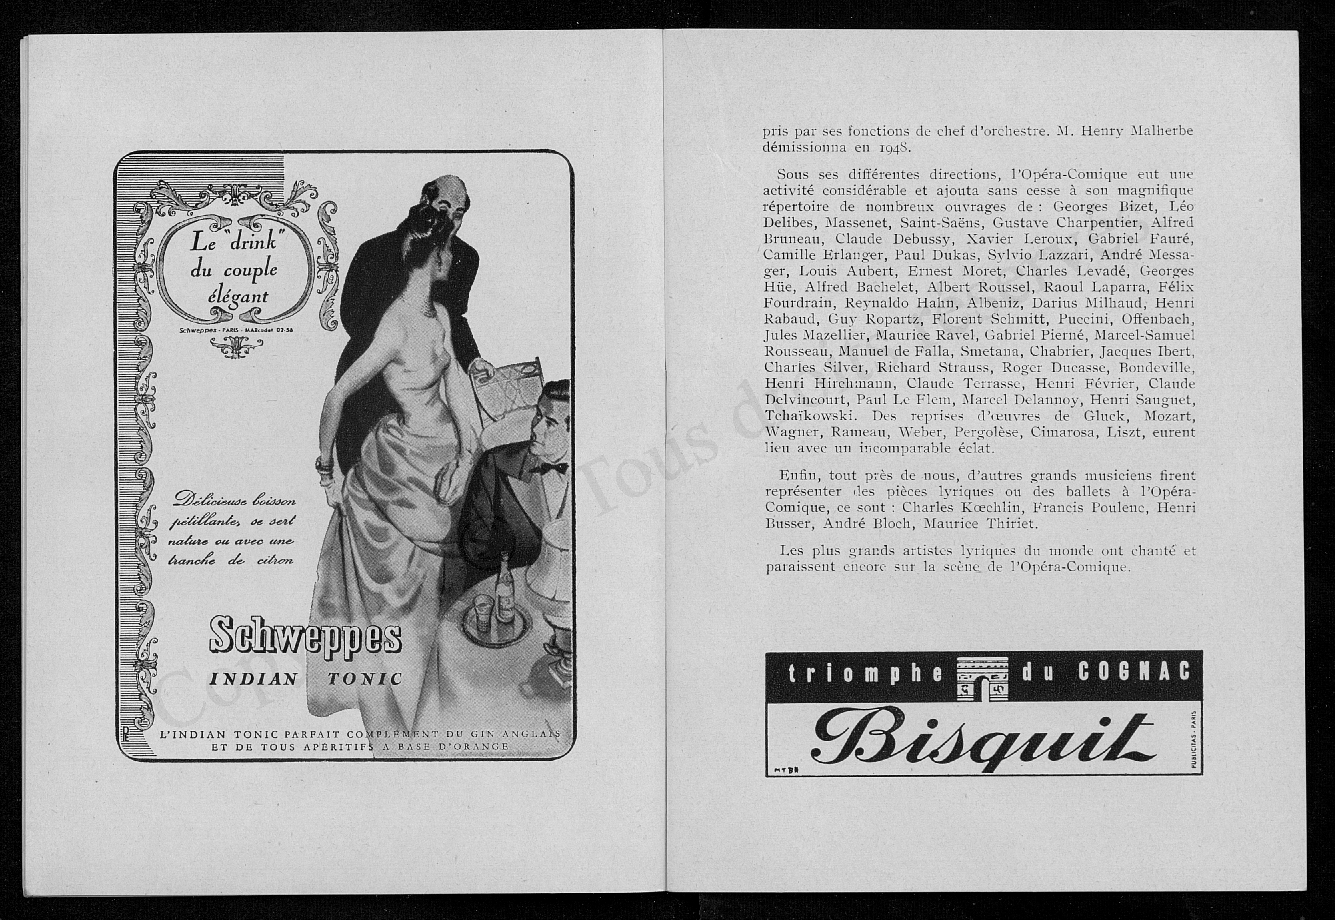 Le "drink"
du couple
élégant
Schweppes - PARIS - MARcadet 02-56
Délicieuse boisson
pétillante, se sert
nature ou avec une
tranche de citron
Schweppes
INDIAN TONIC
L'INDIAN TONIC PARFAIT COMPLÉMENT DU GIN ANGLAIS
ET DE TOUS APÉRITIFS A BASE D'ORANGE
pris par ses fonctions de chef d'orchestre. M. Henry Malherbe
démissionna en 1948.
Sous ses différentes directions, l'Opéra-Comique eut une
activité considérable et ajouta sans cesse à son magnifique
répertoire de nombreux ouvrages de : Georges Bizet, Léo
Delibes, Massenet, Saint-Saëns, Gustave Charpentier, Alfred
Bruneau, Claude Debussy, Xavier Leroux, Gabriel Fauré,
Camille Erlanger, Paul Dukas, Sylvio Lazzari, André Messa-
ger, Louis Aubert, Ernest Moret, Charles Levadé, Georges
Hüe, Alfred Bachelet, Albert Roussel, Raoul Laparra, Félix
Fourdrain, Reynaldo Hahn, Albeniz, Darius Milhaud, Henri
Rabaud, Guy Ropartz, Florent Schmitt, Puccini, Offenbach,
Jules Mazellier, Maurice Ravel, Gabriel Pierné, Marcel-Samuel
Rousseau, Manuel de Falla, Smetana, Chabrier, Jacques Ibert,
Charles Silver, Richard Strauss, Roger Ducasse, Bondeville,
Henri Hirchmann, Claude Terrasse, Henri Février, Claude
Delvincourt, Paul Le Flem, Marcel Delannoy, Henri Sauguet,
Tchaïkowski. Des reprises d'œuvres de Gluck, Mozart,
Wagner, Rameau, Weber, Pergolèse, Cimarosa, Liszt, eurent
lieu avec un incomparable éclat.
Enfin, tout près de nous, d'autres grands musiciens firent
représenter des pièces lyriques ou des ballets à l'Opéra-
Comique, ce sont : Charles Kœchlin, Francis Poulenc, Henri
Busser, André Bloch, Maurice Thiriet.
Les plus grands artistes lyriques du monde ont chanté et
paraissent encore sur la scène de l'Opéra-Comique.
triomphe du COGNAC
Bisquit
PUBLICITAS - PARIS